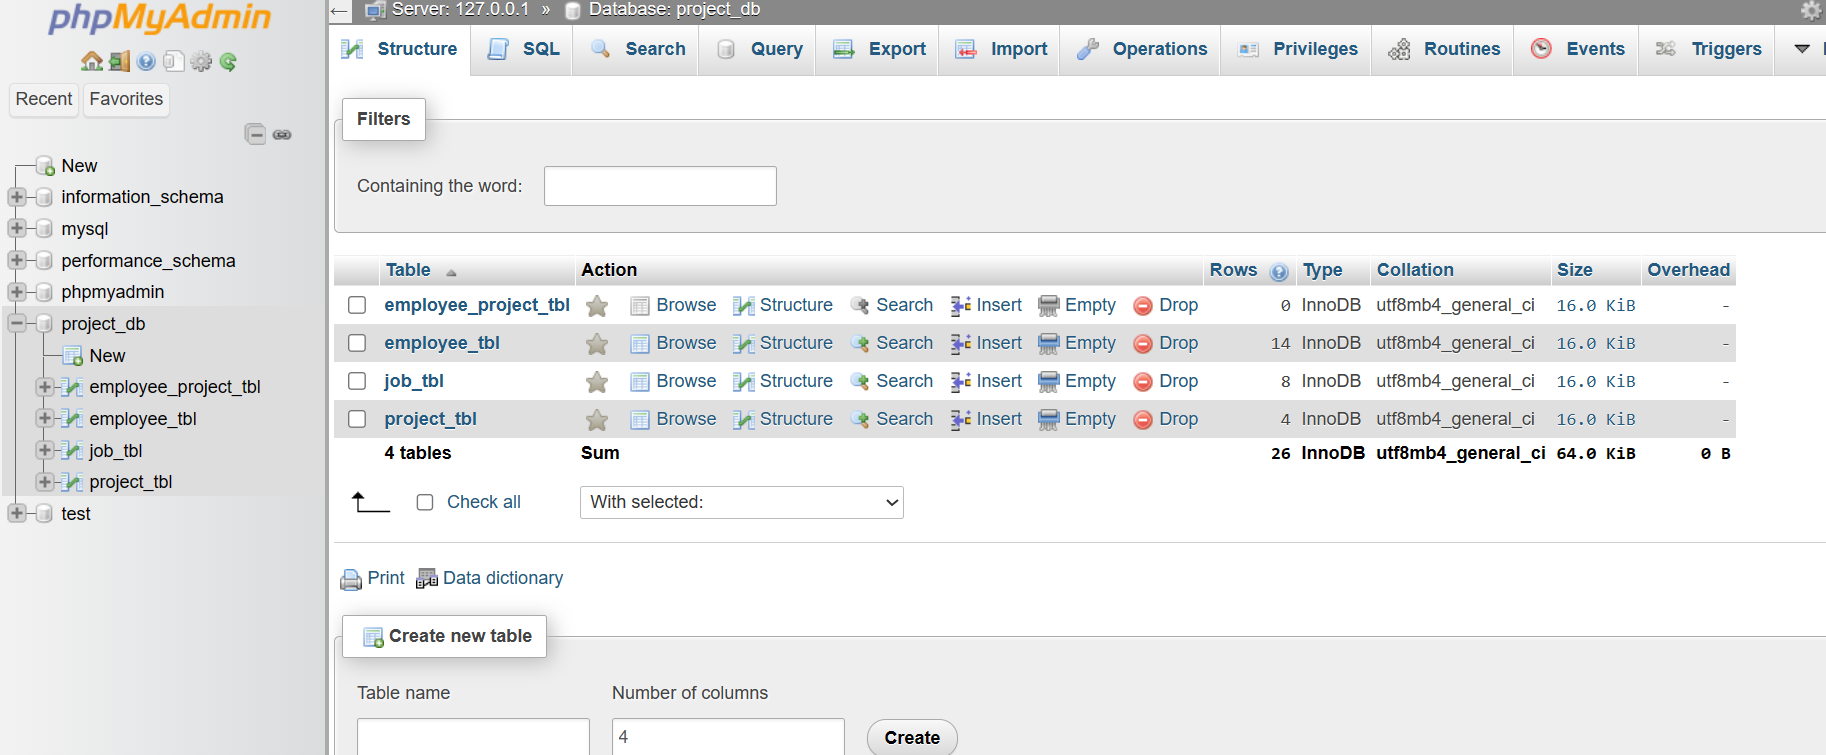 phpMyAdmin
Recent Favorites
New
information_schema
mysql
performance_schema
phpmyadmin
project_db
New
employee_project_tbl
employee_tbl
job_tbl
project_tbl
test
Server: 127.0.0.1 » Database: project_db
Structure SQL Search Query Export Import Operations Privileges Routines Events Triggers
Filters
Containing the word:
Table Action Rows Type Collation Size Overhead
employee_project_tbl Browse Structure Search Insert Empty Drop 0 InnoDB utf8mb4_general_ci 16.0 KiB -
employee_tbl Browse Structure Search Insert Empty Drop 14 InnoDB utf8mb4_general_ci 16.0 KiB -
job_tbl Browse Structure Search Insert Empty Drop 8 InnoDB utf8mb4_general_ci 16.0 KiB -
project_tbl Browse Structure Search Insert Empty Drop 4 InnoDB utf8mb4_general_ci 16.0 KiB -
4 tables Sum 26 InnoDB utf8mb4_general_ci 64.0 KiB 0 B
Check all With selected:
Print Data dictionary
Create new table
Table name Number of columns
4 Create